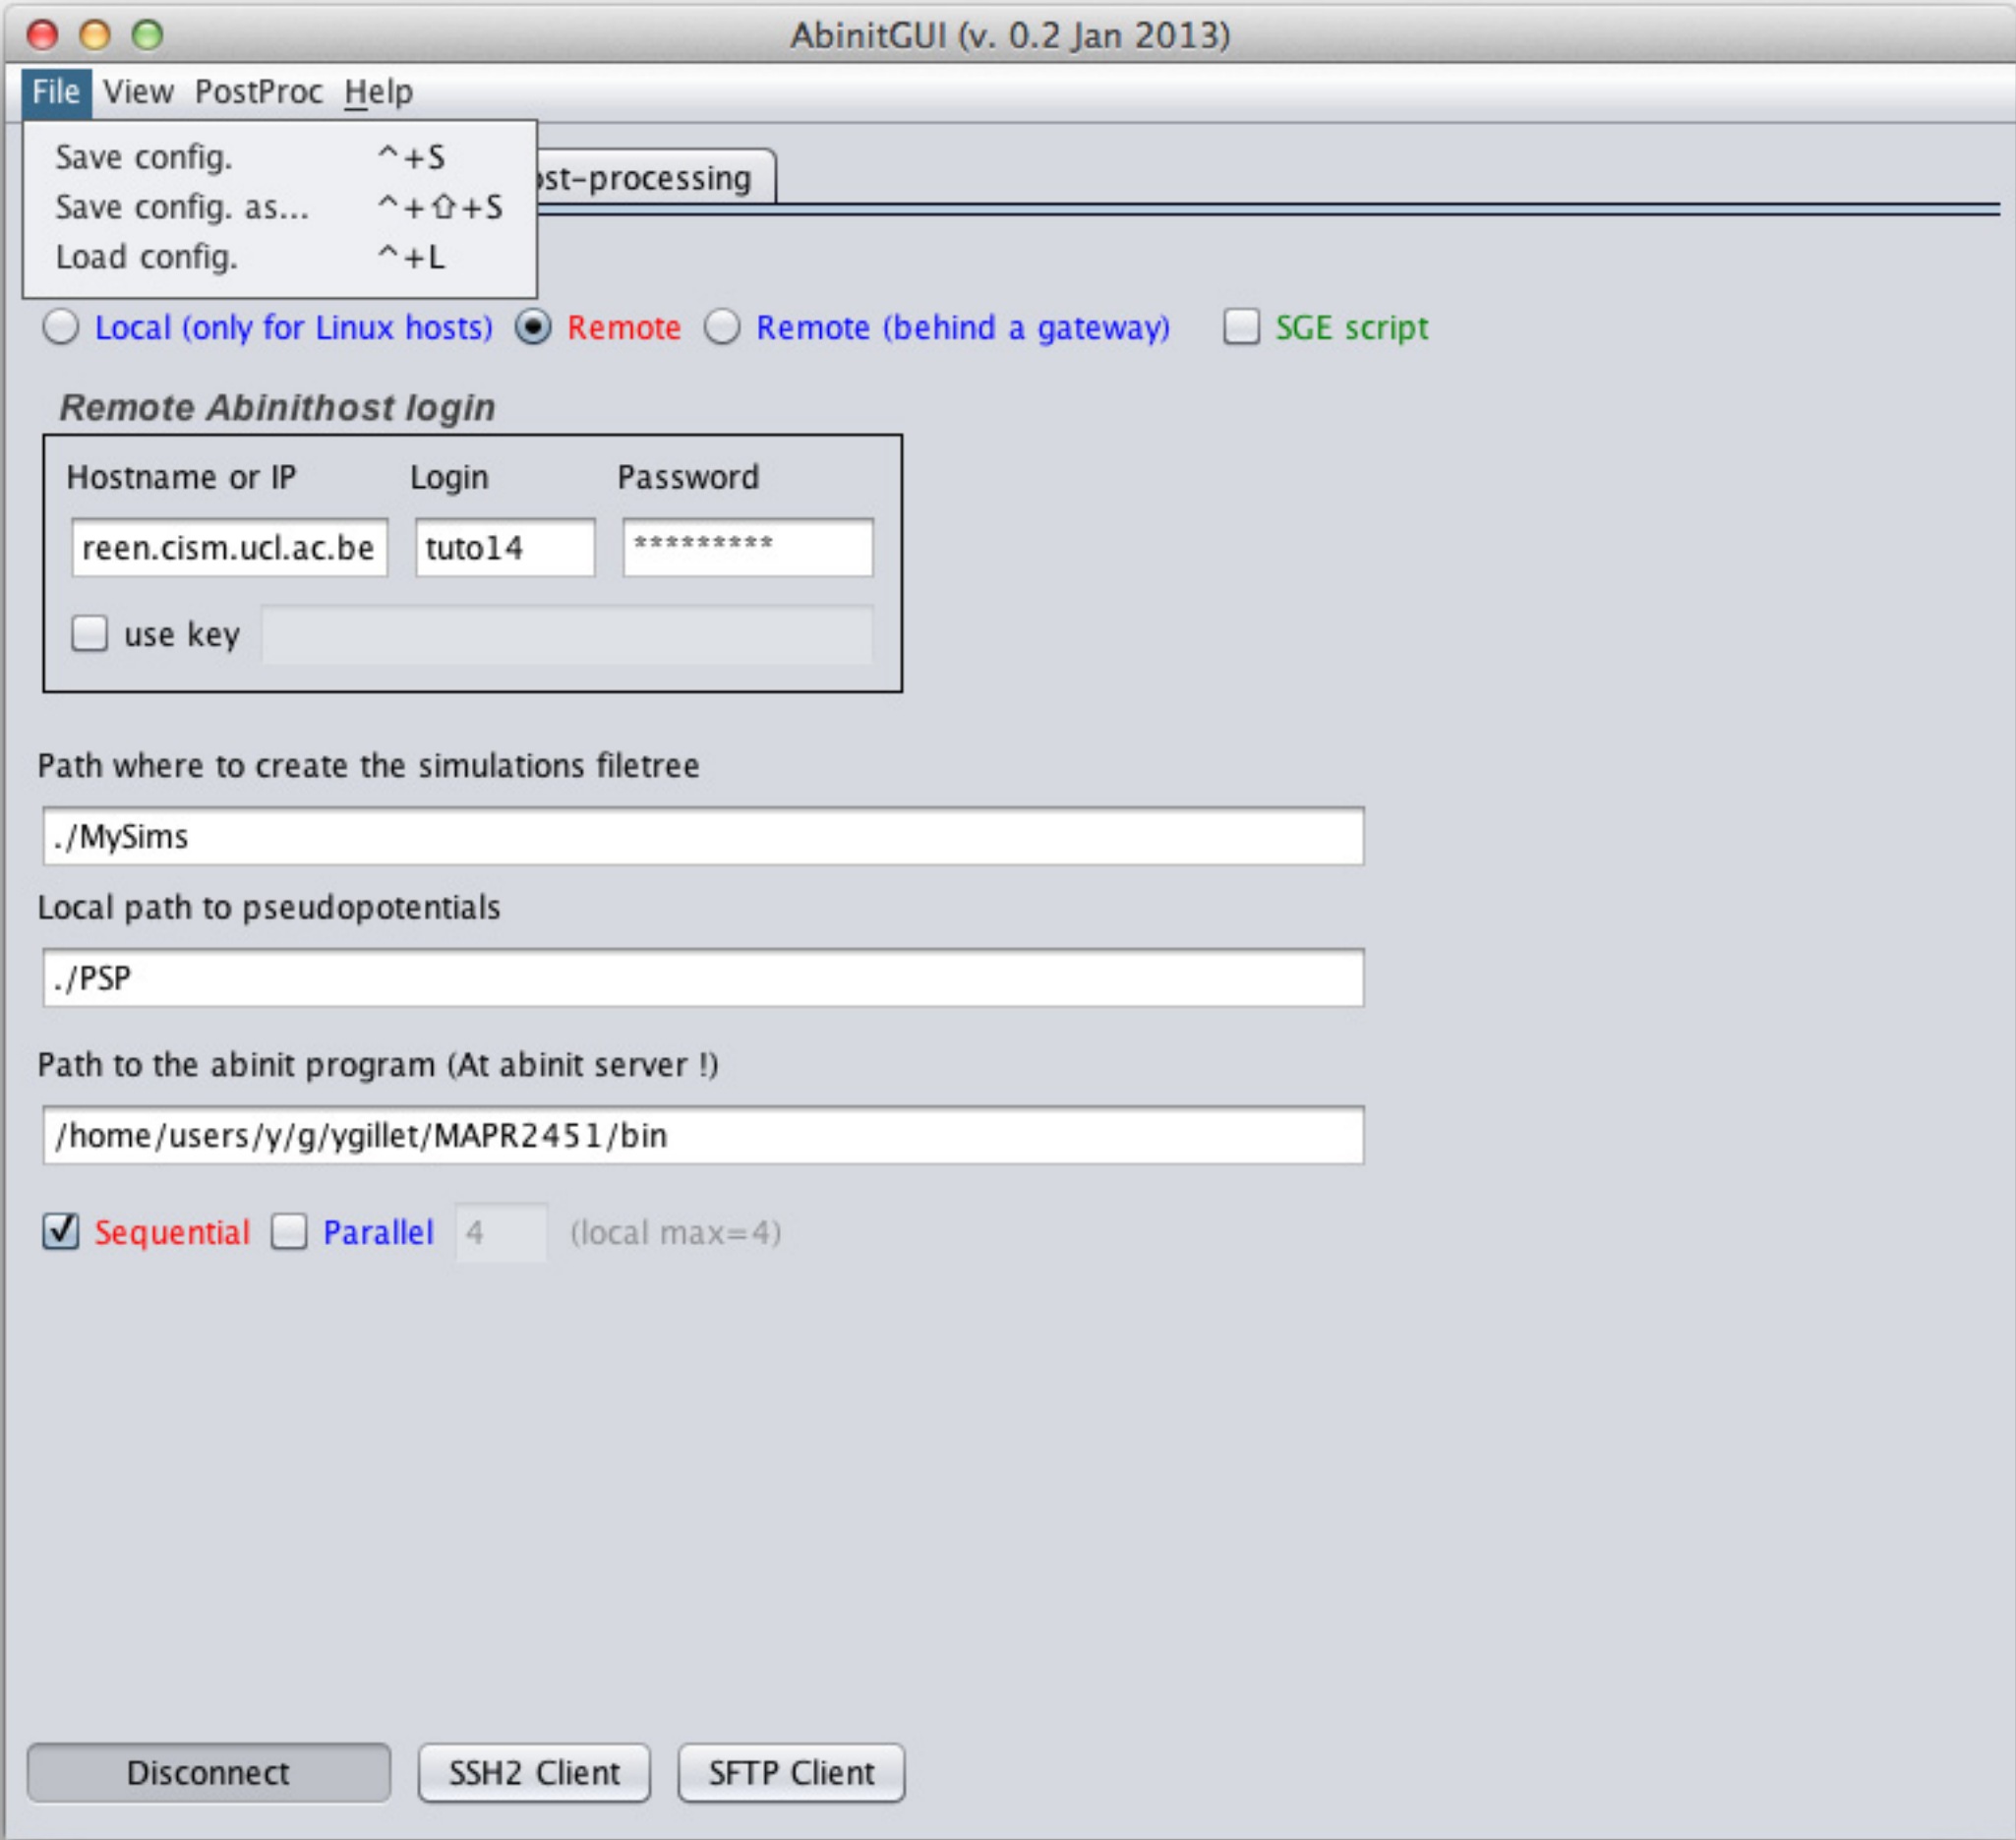 AbinitGUI (v. 0.2 Jan 2013)
File View PostProc Help
Save config. ^+S
Save config. as... ^+⇧+S
Load config. ^+L
st-processing
Local (only for Linux hosts) Remote Remote (behind a gateway) SGE script
Remote Abinithost login
Hostname or IP Login Password
reen.cism.ucl.ac.be tuto14 *********
use key
Path where to create the simulations filetree
./MySims
Local path to pseudopotentials
./PSP
Path to the abinit program (At abinit server !)
/home/users/y/g/ygillet/MAPR2451/bin
Sequential Parallel 4 (local max=4)
Disconnect SSH2 Client SFTP Client